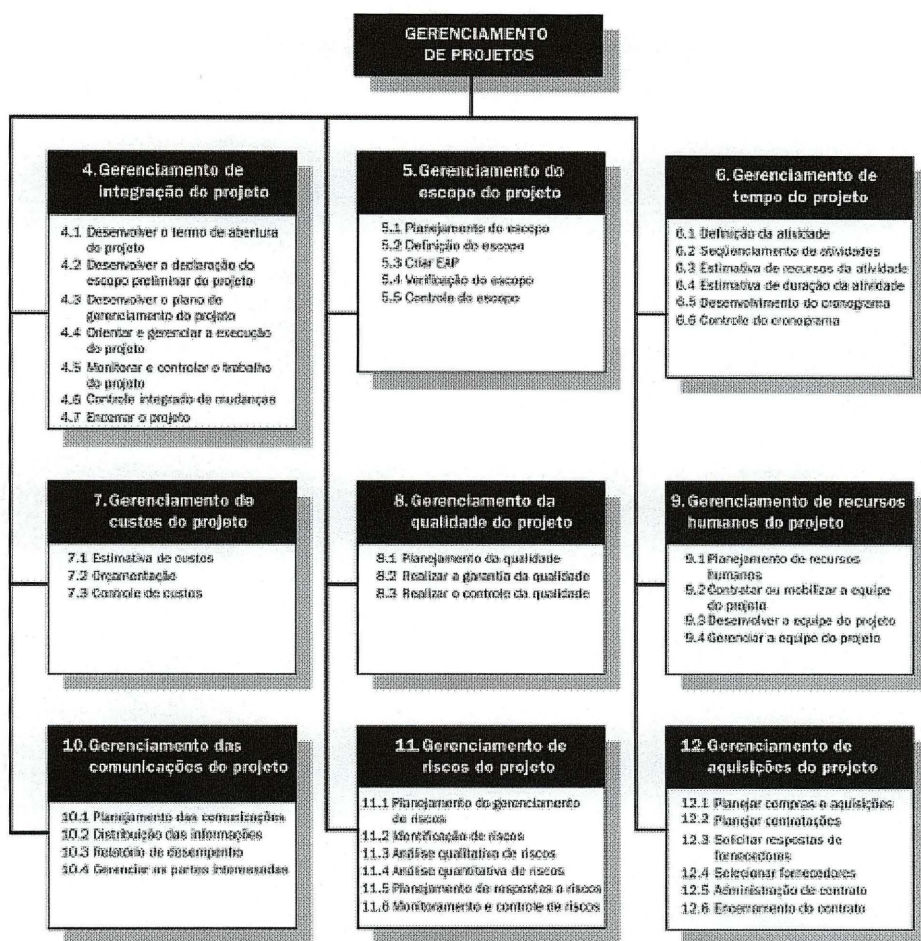 GERENCIAMENTO
DE PROJETOS
4. Gerenciamento de
integração do projeto
4.1 Desenvolver o termo de abertura
do projeto
4.2 Desenvolver a declaração do
escopo preliminar do projeto
4.3 Desenvolver o plano de
gerenciamento do projeto
4.4 Orientar e gerenciar a execução
do projeto
4.5 Monitorar e controlar o trabalho
do projeto
4.6 Controle integrado de mudanças
4.7 Encerrar o projeto
5. Gerenciamento do
escopo do projeto
5.1 Planejamento do escopo
5.2 Definição do escopo
5.3 Criar EAP
5.4 Verificação do escopo
5.5 Controle do escopo
6. Gerenciamento de
tempo do projeto
6.1 Definição da atividade
6.2 Seqüenciamento de atividades
6.3 Estimativa de recursos da atividade
6.4 Estimativa de duração da atividade
6.5 Desenvolvimento do cronograma
6.6 Controle do cronograma
7. Gerenciamento de
custos do projeto
7.1 Estimativa de custos
7.2 Orçamentação
7.3 Controle de custos
8. Gerenciamento da
qualidade do projeto
8.1 Planejamento da qualidade
8.2 Realizar a garantia da qualidade
8.3 Realizar o controle da qualidade
9. Gerenciamento de recursos
humanos do projeto
9.1 Planejamento de recursos
humanos
9.2 Contratar ou mobilizar a equipe
do projeto
9.3 Desenvolver a equipe do projeto
9.4 Gerenciar a equipe do projeto
10. Gerenciamento das
comunicações do projeto
10.1 Planejamento das comunicações
10.2 Distribuição das informações
10.3 Relatório de desempenho
10.4 Gerenciar as partes interessadas
11. Gerenciamento de
riscos do projeto
11.1 Planejamento do gerenciamento
de riscos
11.2 Identificação de riscos
11.3 Análise qualitativa de riscos
11.4 Análise quantitativa de riscos
11.5 Planejamento de respostas a riscos
11.6 Monitoramento e controle de riscos
12. Gerenciamento de
aquisições do projeto
12.1 Planejar compras e aquisições
12.2 Planejar contratações
12.3 Solicitar respostas de
fornecedores
12.4 Selecionar fornecedores
12.5 Administração de contrato
12.6 Encerramento do contrato